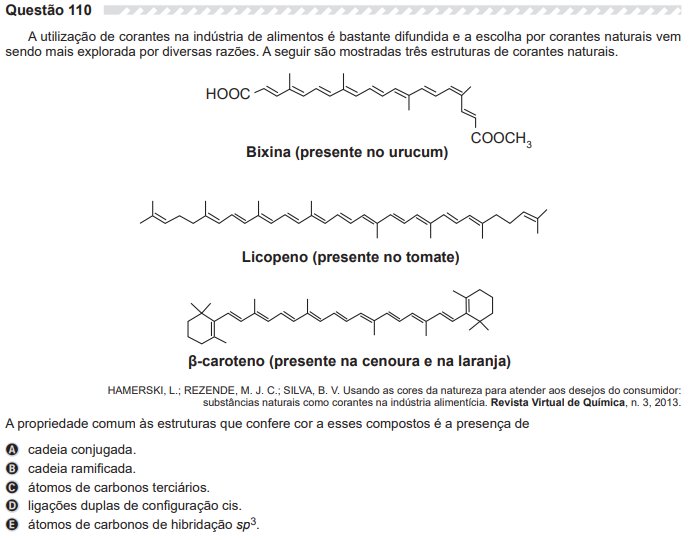 Questão 110
A utilização de corantes na indústria de alimentos é bastante difundida e a escolha por corantes naturais vem
sendo mais explorada por diversas razões. A seguir são mostradas três estruturas de corantes naturais.
HOOC
COOCH3
Bixina (presente no urucum)
Licopeno (presente no tomate)
β-caroteno (presente na cenoura e na laranja)
HAMERSKI, L.; REZENDE, M. J. C.; SILVA, B. V. Usando as cores da natureza para atender aos desejos do consumidor:
substâncias naturais como corantes na indústria alimentícia. Revista Virtual de Química, n. 3, 2013.
A propriedade comum às estruturas que confere cor a esses compostos é a presença de
A cadeia conjugada.
B cadeia ramificada.
C átomos de carbonos terciários.
D ligações duplas de configuração cis.
E átomos de carbonos de hibridação sp³.